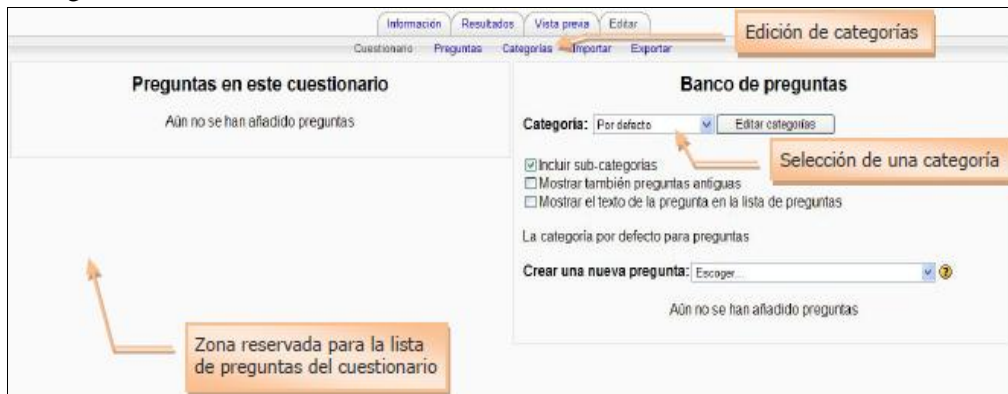 Información Resultados Vista previa Editar
Edición de categorías
Cuestionario Preguntas Categorías Importar Exportar
Preguntas en este cuestionario
Aún no se han añadido preguntas
Banco de preguntas
Categoría: Por defecto Editar categorías
Selección de una categoría
Incluir sub-categorías
Mostrar también preguntas antiguas
Mostrar el texto de la pregunta en la lista de preguntas
La categoría por defecto para preguntas
Crear una nueva pregunta: Escoger...
Aún no se han añadido preguntas
Zona reservada para la lista
de preguntas del cuestionario